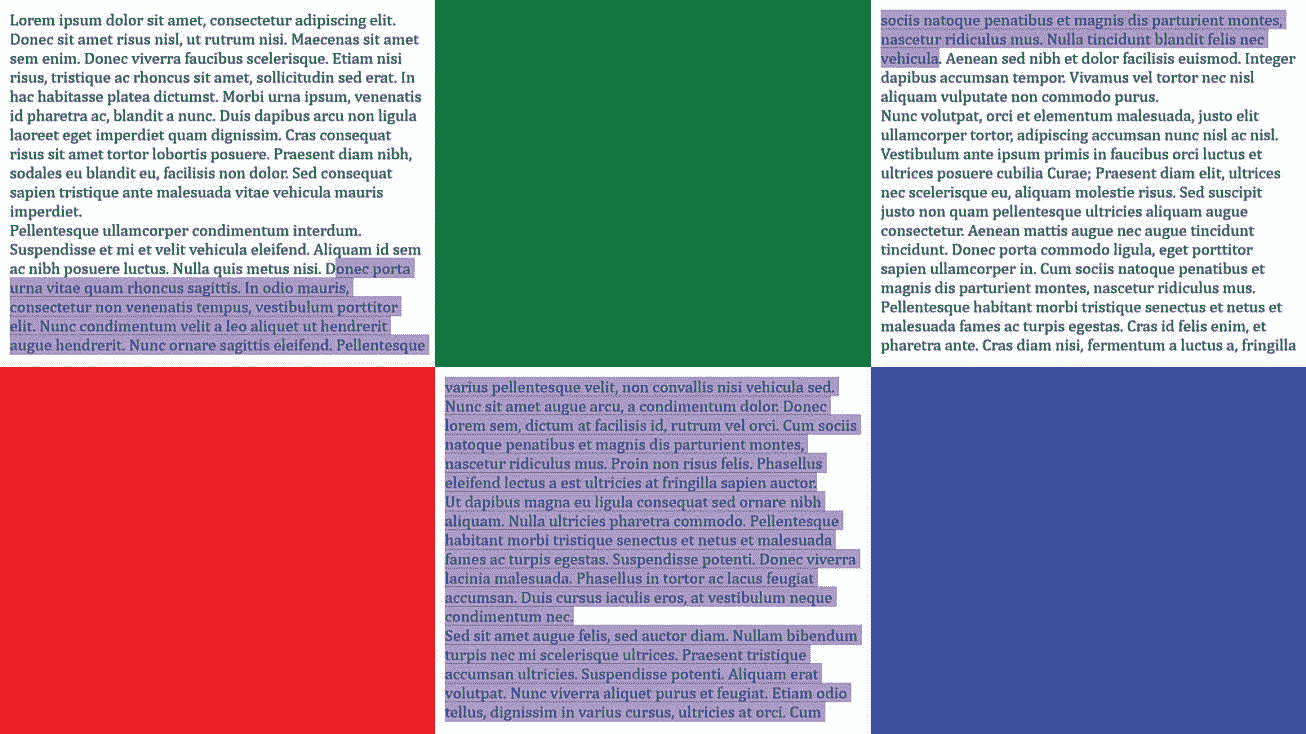 Lorem ipsum dolor sit amet, consectetur adipiscing elit.
Donec sit amet risus nisl, ut rutrum nisi. Maecenas sit amet
sem enim. Donec viverra faucibus scelerisque. Etiam nisi
risus, tristique ac rhoncus sit amet, sollicitudin sed erat. In
hac habitasse platea dictumst. Morbi urna ipsum, venenatis
id pharetra ac, blandit a nunc. Duis dapibus arcu non ligula
laoreet eget imperdiet quam dignissim. Cras consequat
risus sit amet tortor lobortis posuere. Praesent diam nibh,
sodales eu blandit eu, facilisis non dolor. Sed consequat
sapien tristique ante malesuada vitae vehicula mauris
imperdiet.
Pellentesque ullamcorper condimentum interdum.
Suspendisse et mi et velit vehicula eleifend. Aliquam id sem
ac nibh posuere luctus. Nulla quis metus nisi. Donec porta
urna vitae quam rhoncus sagittis. In odio mauris,
consectetur non venenatis tempus, vestibulum porttitor
elit. Nunc condimentum velit a leo aliquet ut hendrerit
augue hendrerit. Nunc ornare sagittis eleifend. Pellentesque
varius pellentesque velit, non convallis nisi vehicula sed.
Nunc sit amet augue arcu, a condimentum dolor. Donec
lorem sem, dictum at facilisis id, rutrum vel orci. Cum sociis
natoque penatibus et magnis dis parturient montes,
nascetur ridiculus mus. Proin non risus felis. Phasellus
eleifend lectus a est ultricies at fringilla sapien auctor.
Ut dapibus magna eu ligula consequat sed ornare nibh
aliquam. Nulla ultricies pharetra commodo. Pellentesque
habitant morbi tristique senectus et netus et malesuada
fames ac turpis egestas. Suspendisse potenti. Donec viverra
lacinia malesuada. Phasellus in tortor ac lacus feugiat
accumsan. Duis cursus iaculis eros, at vestibulum neque
condimentum nec.
Sed sit amet augue felis, sed auctor diam. Nullam bibendum
turpis nec mi scelerisque ultrices. Praesent tristique
accumsan ultricies. Suspendisse potenti. Aliquam erat
volutpat. Nunc viverra aliquet purus et feugiat. Etiam odio
tellus, dignissim in varius cursus, ultricies at orci. Cum
sociis natoque penatibus et magnis dis parturient montes,
nascetur ridiculus mus. Nulla tincidunt blandit felis nec
vehicula. Aenean sed nibh et dolor facilisis euismod. Integer
dapibus accumsan tempor. Vivamus vel tortor nec nisl
aliquam vulputate non commodo purus.
Nunc volutpat, orci et elementum malesuada, justo elit
ullamcorper tortor, adipiscing accumsan nunc nisl ac nisl.
Vestibulum ante ipsum primis in faucibus orci luctus et
ultrices posuere cubilia Curae; Praesent diam elit, ultrices
nec scelerisque eu, aliquam molestie risus. Sed suscipit
justo non quam pellentesque ultricies aliquam augue
consectetur. Aenean mattis augue nec augue tincidunt
tincidunt. Donec porta commodo ligula, eget porttitor
sapien ullamcorper in. Cum sociis natoque penatibus et
magnis dis parturient montes, nascetur ridiculus mus.
Pellentesque habitant morbi tristique senectus et netus et
malesuada fames ac turpis egestas. Cras id felis enim, et
pharetra ante. Cras diam nisi, fermentum a luctus a, fringilla